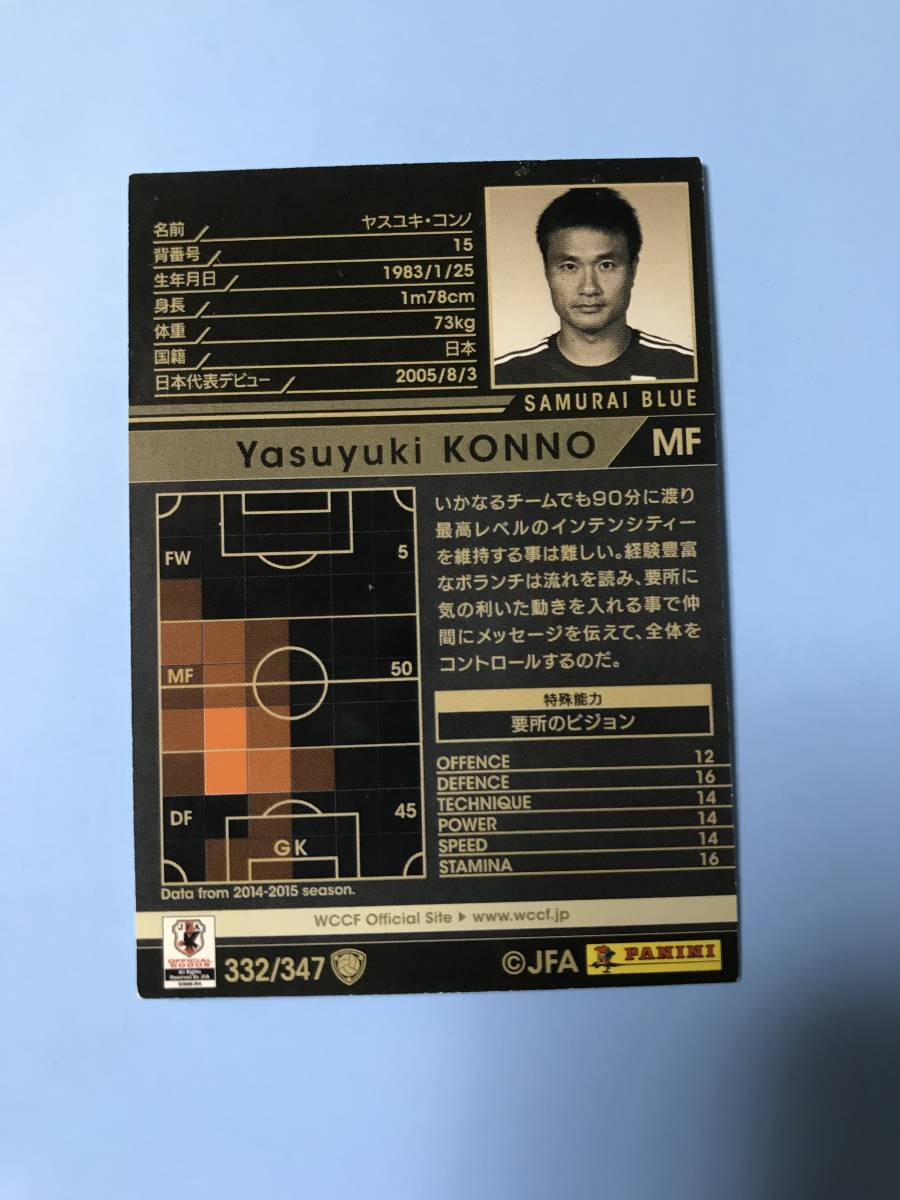 名前 ヤスユキ・コンノ
背番号 15
生年月日 1983/1/25
身長 1m78cm
体重 73kg
国籍 日本
日本代表デビュー 2005/8/3
SAMURAI BLUE
Yasuyuki KONNO MF
FW 5
MF 50
DF 45
GK
Data from 2014-2015 season.
いかなるチームでも90分に渡り
最高レベルのインテンシティー
を維持する事は難しい。経験豊富
なボランチは流れを読み、要所に
気の利いた動きを入れる事で仲
間にメッセージを伝えて、全体を
コントロールするのだ。
特殊能力
要所のビジョン
OFFENCE 12
DEFENCE 16
TECHNIQUE 14
POWER 14
SPEED 14
STAMINA 16
WCCF Official Site ▶ www.wccf.jp
JFA
OFFICIAL
GOODS
All Rights
Reserved By JFA
332/347
©JFA PANINI